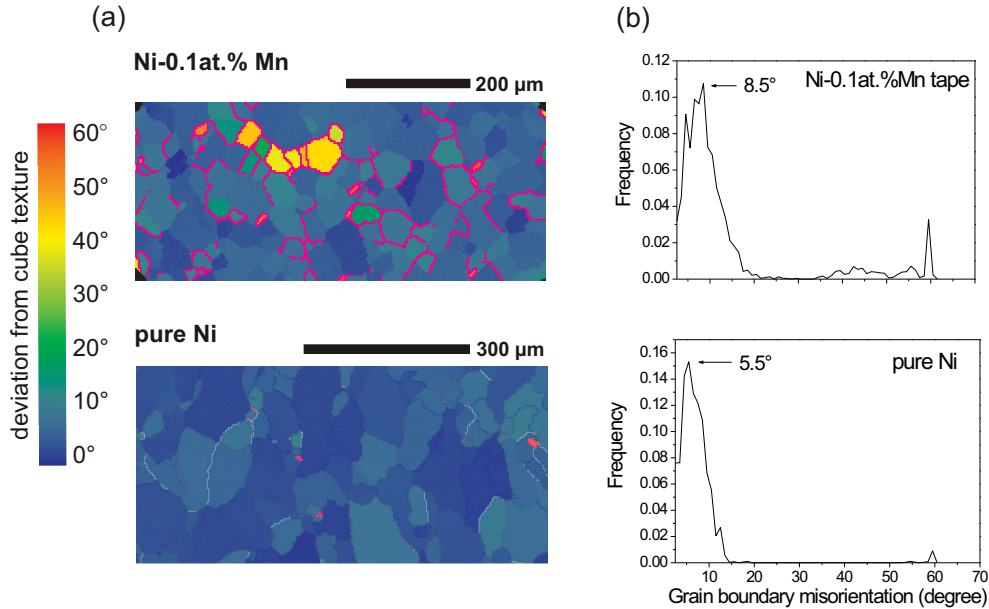 (a)
Ni-0.1at.% Mn
200 µm
deviation from cube texture
60°
50°
40°
30°
20°
10°
0°
pure Ni
300 µm
(b)
Ni-0.1at.%Mn tape
8.5°
Frequency
0.12
0.10
0.08
0.06
0.04
0.02
0.00
pure Ni
5.5°
Frequency
0.16
0.14
0.12
0.10
0.08
0.06
0.04
0.02
0.00
10 20 30 40 50 60 70
Grain boundary misorientation (degree)